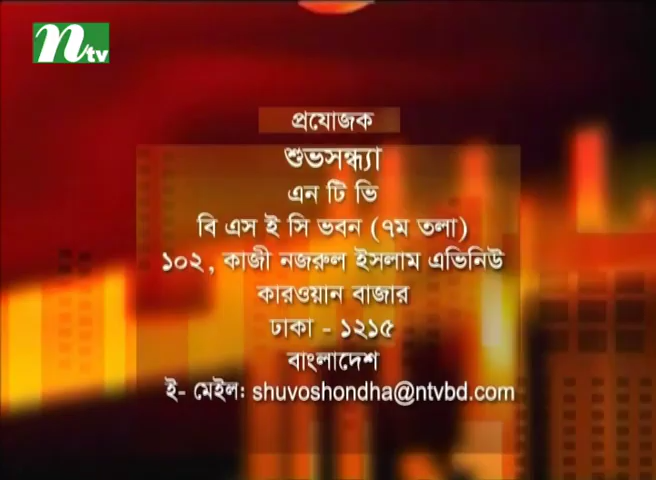 ntv
প্রযোজক
শুভসন্ধ্যা
এন টি ভি
বি এস ই সি ভবন (৭ম তলা)
১০২, কাজী নজরুল ইসলাম এভিনিউ
কারওয়ান বাজার
ঢাকা - ১২১৫
বাংলাদেশ
ই- মেইল: shuvoshondha@ntvbd.com